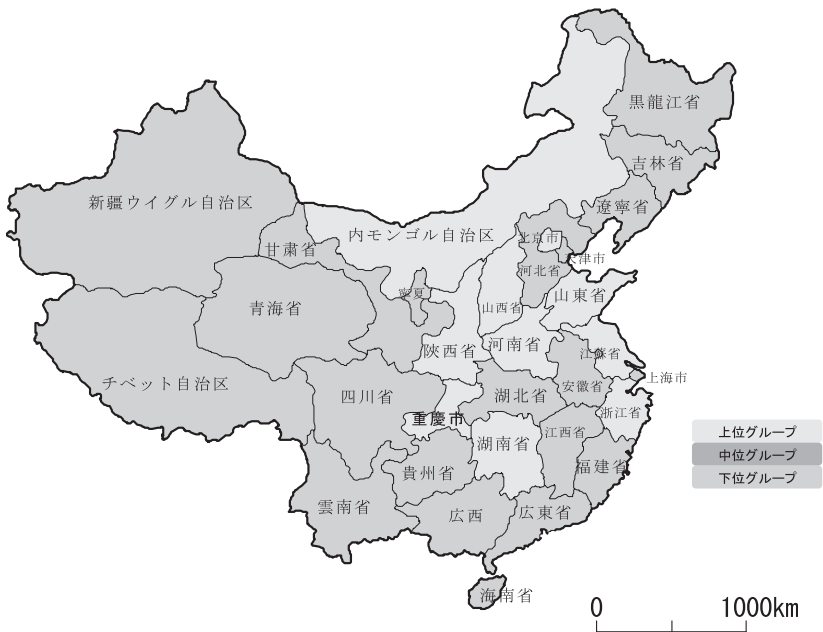 黒龍江省
吉林省
遼寧省
新疆ウイグル自治区
内モンゴル自治区
北京市
甘粛省
天津市
河北省
寧夏
山東省
青海省
山西省
陝西省
河南省
江蘇省
上海市
チベット自治区
四川省
湖北省
安徽省
浙江省
重慶市
江西省
湖南省
福建省
貴州省
雲南省
広西
広東省
海南省
上位グループ
中位グループ
下位グループ
0 1000km